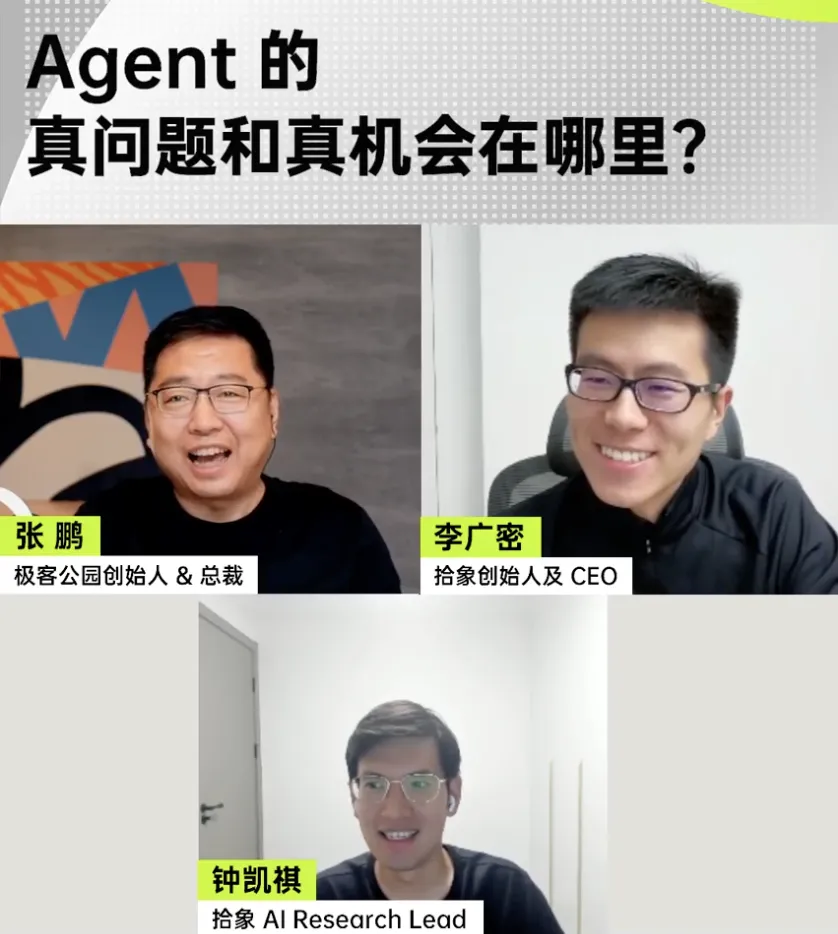 Agent 的
真问题和真机会在哪里?
张 鹏
极客公园创始人 & 总裁
李广密
拾象创始人及 CEO
钟凯祺
拾象 AI Research Lead